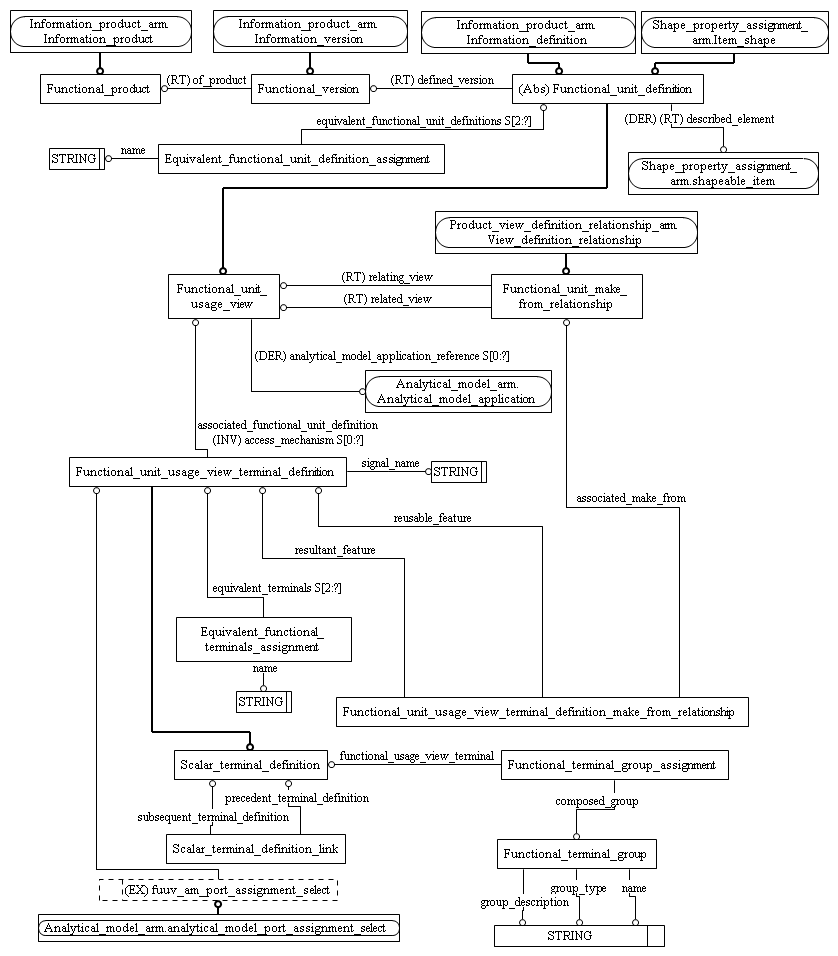 Information_product_arm.
Information_product
Information_product_arm.
Information_version
Information_product_arm.
Information_definition
Shape_property_assignment_
arm.Item_shape
Functional_product
(RT) of_product
Functional_version
(RT) defined_version
(Abs) Functional_unit_definition
equivalent_functional_unit_definitions S[2:?]
(DER) (RT) described_element
STRING
name
Equivalent_functional_unit_definition_assignment
Shape_property_assignment_
arm.shapeable_item
Product_view_definition_relationship_arm.
View_definition_relationship
Functional_unit_
usage_view
(RT) relating_view
(RT) related_view
Functional_unit_make_
from_relationship
(DER) analytical_model_application_reference S[0:?]
Analytical_model_arm.
Analytical_model_application
associated_functional_unit_definition
(INV) access_mechanism S[0:?]
Functional_unit_usage_view_terminal_definition
signal_name
STRING
associated_make_from
reusable_feature
resultant_feature
equivalent_terminals S[2:?]
Equivalent_functional_
terminals_assignment
name
STRING
Functional_unit_usage_view_terminal_definition_make_from_relationship
Scalar_terminal_definition
functional_usage_view_terminal
Functional_terminal_group_assignment
precedent_terminal_definition
subsequent_terminal_definition
composed_group
Scalar_terminal_definition_link
Functional_terminal_group
(EX) fuuv_am_port_assignment_select
group_type
name
group_description
Analytical_model_arm.analytical_model_port_assignment_select
STRING